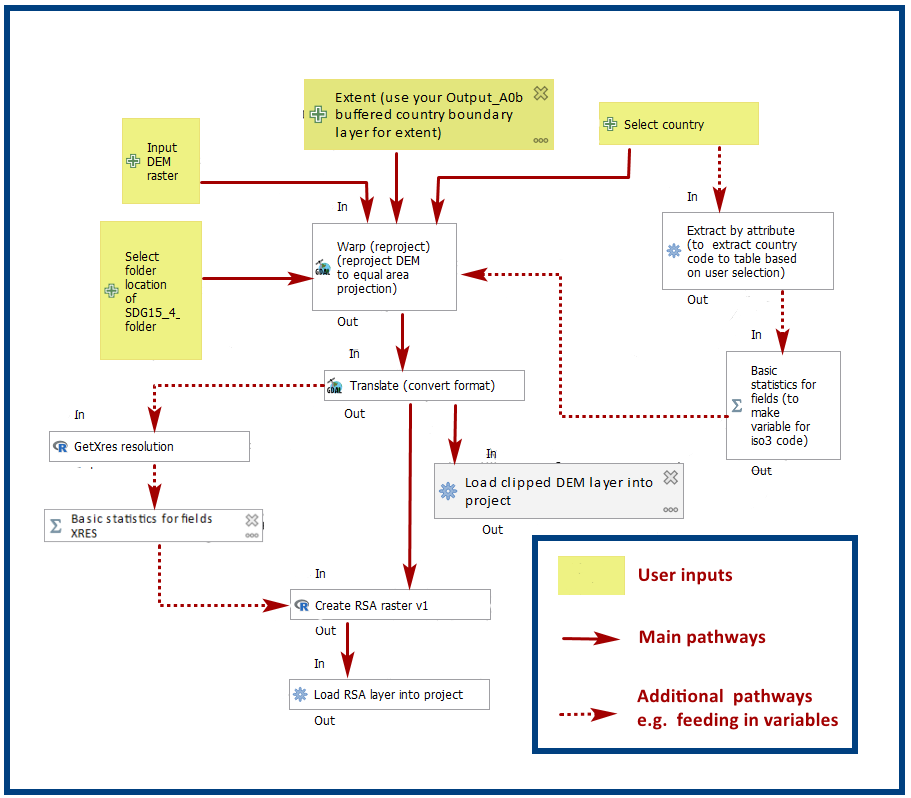 Extent (use your Output_A0b
buffered country boundary
layer for extent)
Select country
Input
DEM
raster
In
In
Select
folder
location
of
SDG15_4_
folder
Warp (reproject)
(reproject DEM
to equal area
projection)
GDAL
Extract by attribute
(to extract country
code to table based
on user selection)
Out
Out
In
In
Translate (convert format)
GDAL
Basic
statistics for
fields (to
make
variable for
iso3 code)
Σ
Out
In
Out
R GetXres resolution
In
Load clipped DEM layer into
project
Out
Σ Basic statistics for fields
XRES
In
R Create RSA raster v1
Out
In
Load RSA layer into project
Out
User inputs
Main pathways
Additional pathways
e.g. feeding in variables